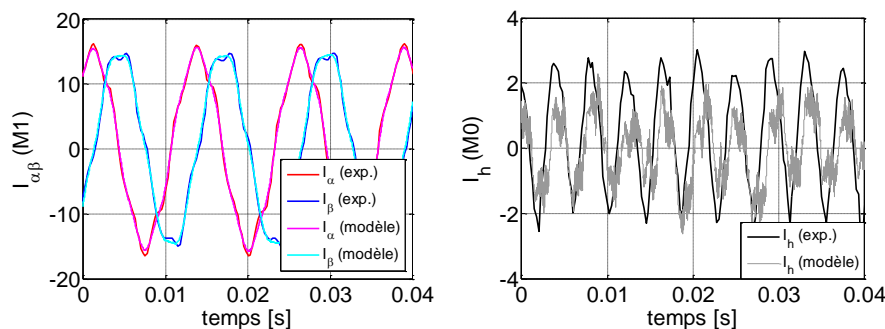 20
10
0
-10
-20
I_αβ (M1)
I_α (exp.)
I_β (exp.)
I_α (modèle)
I_β (modèle)
0 0.01 0.02 0.03 0.04
temps [s]
4
2
0
-2
-4
I_h (M0)
I_h (exp.)
I_h (modèle)
0 0.01 0.02 0.03 0.04
temps [s]